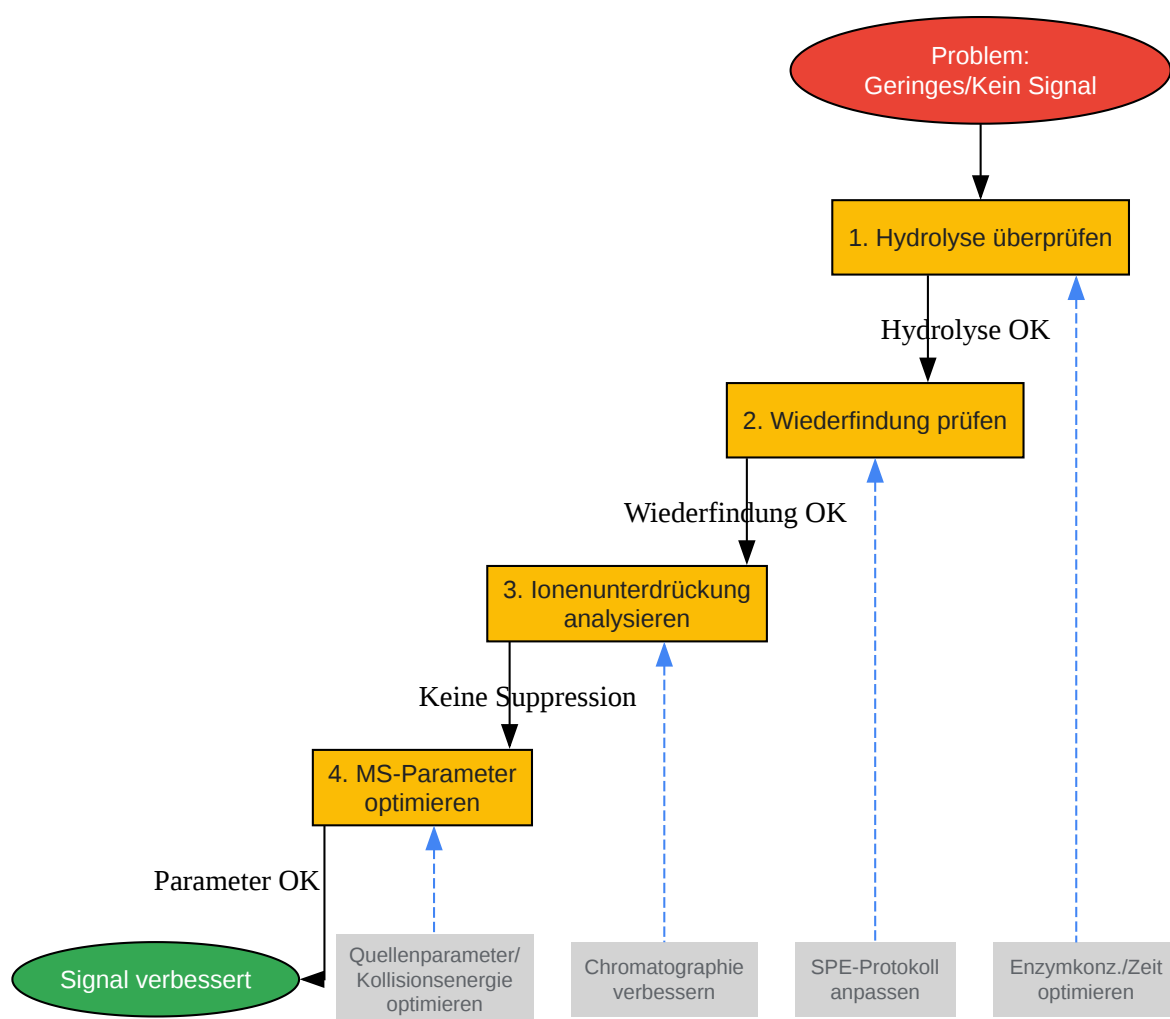 Problem:
Geringes/Kein Signal
1. Hydrolyse überprüfen
Hydrolyse OK
2. Wiederfindung prüfen
Wiederfindung OK
3. Ionenunterdrückung
analysieren
Keine Suppression
4. MS-Parameter
optimieren
Parameter OK
Signal verbessert
Quellenparameter/
Kollisionsenergie
optimieren
Chromatographie
verbessern
SPE-Protokoll
anpassen
Enzymkonz./Zeit
optimieren